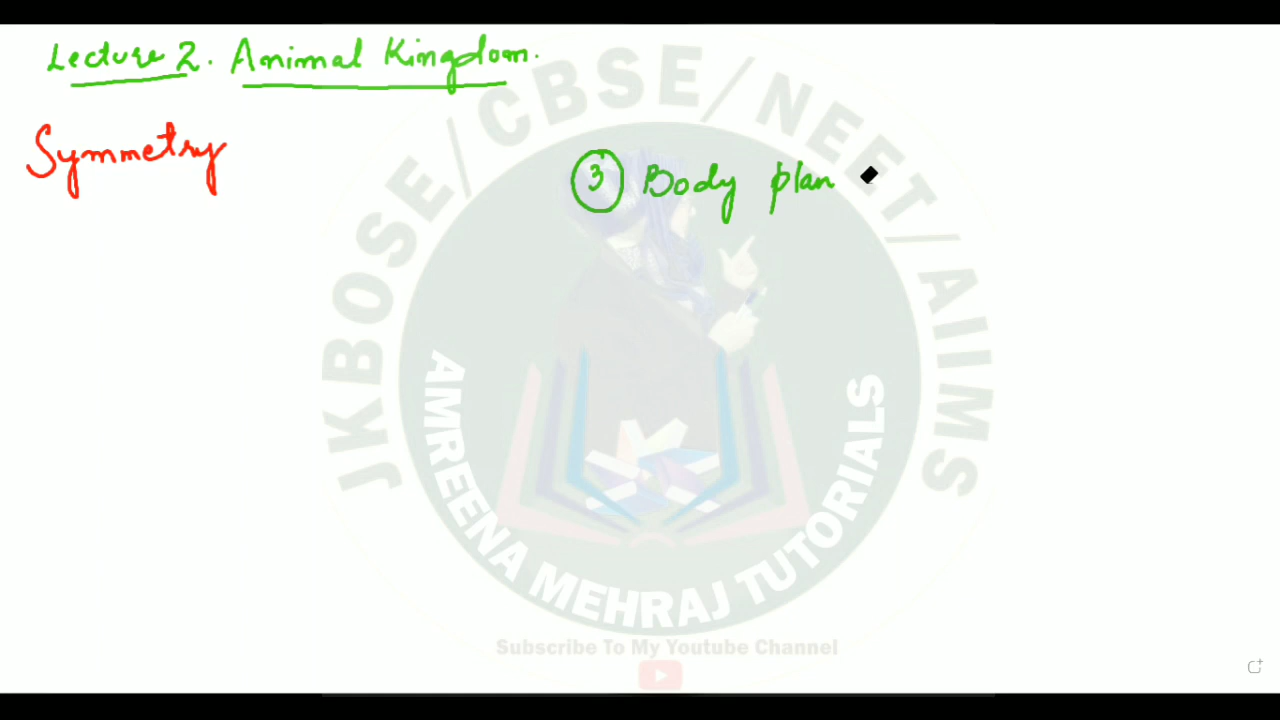 Lecture 2. Animal Kingdom.
Symmetry
3 Body plan
JKBOSE/CBSE/NEET/AIIMS
AMREENA MEHRAJ TUTORIALS
Subscribe To My Youtube Channel